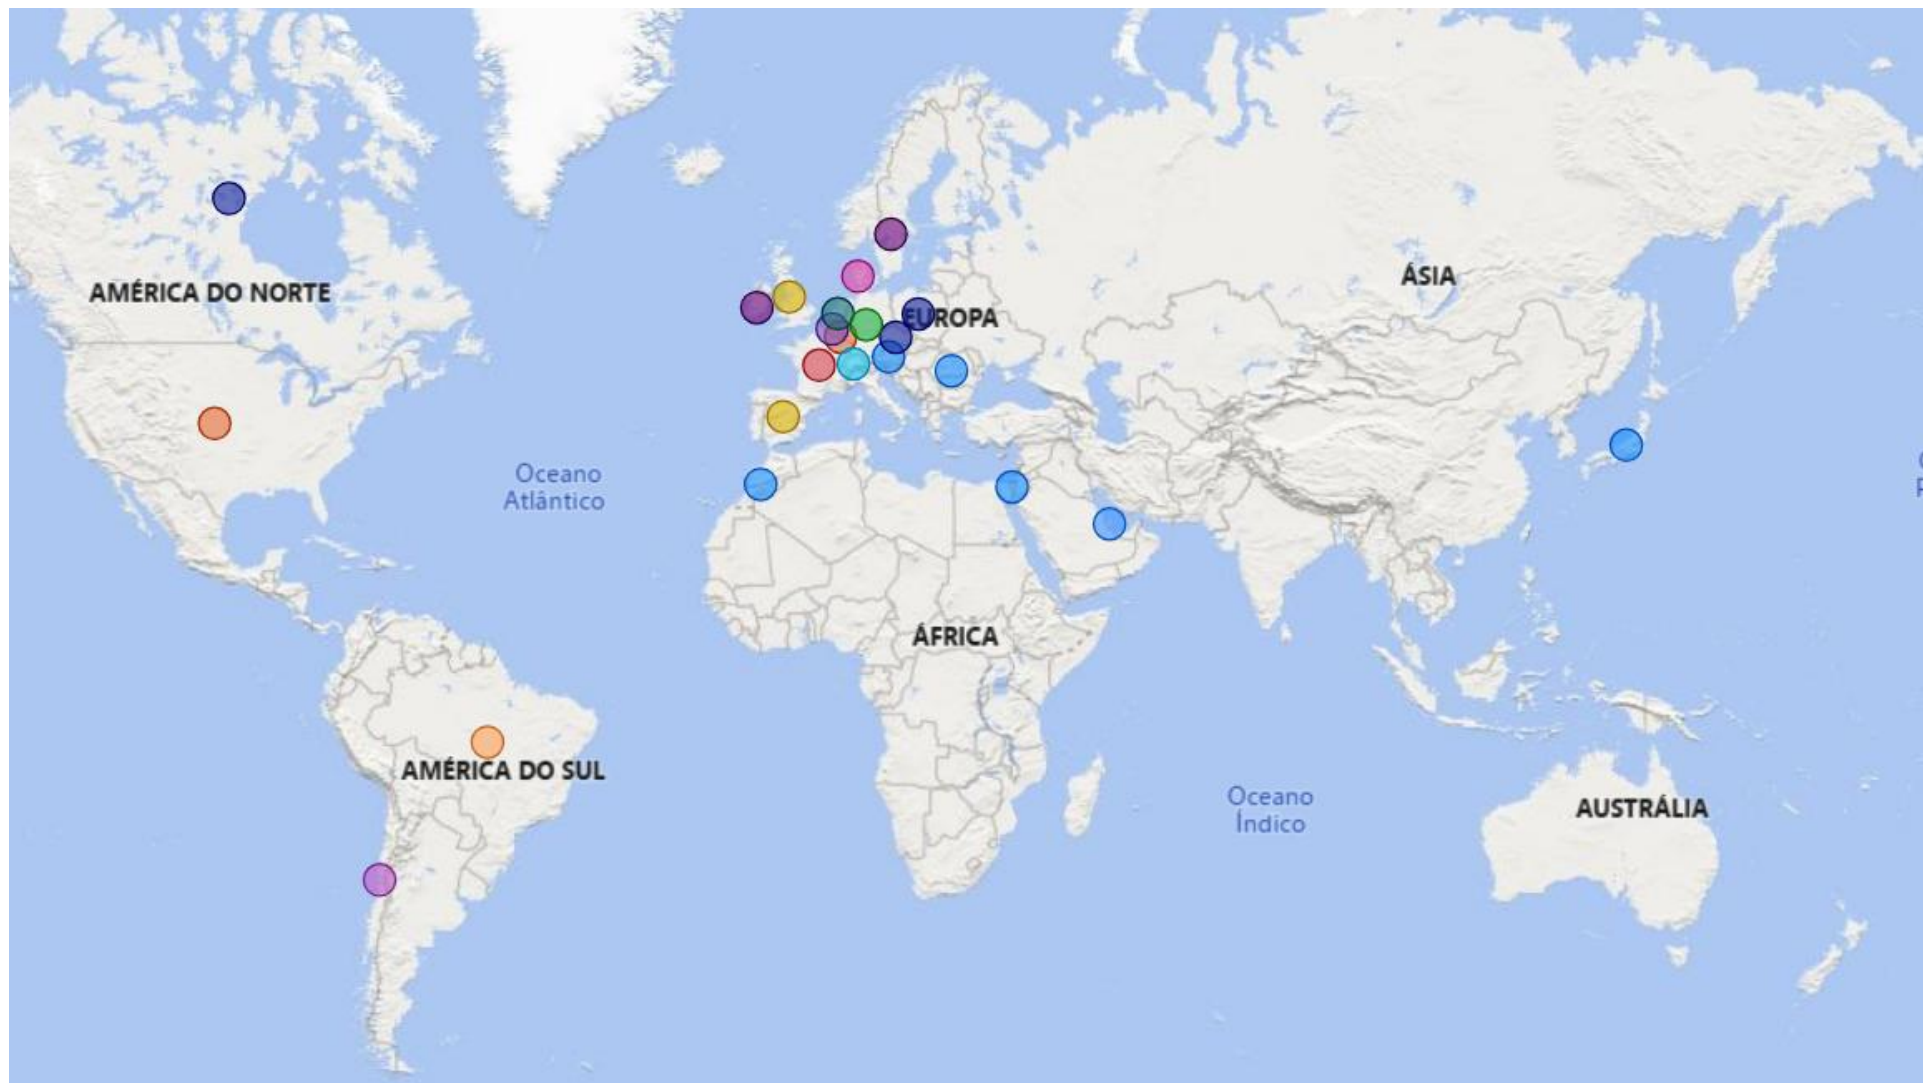 AMÉRICA DO NORTE
ÁSIA
EUROPA
Oceano
Atlântico
ÁFRICA
AMÉRICA DO SUL
Oceano
Índico
AUSTRÁLIA